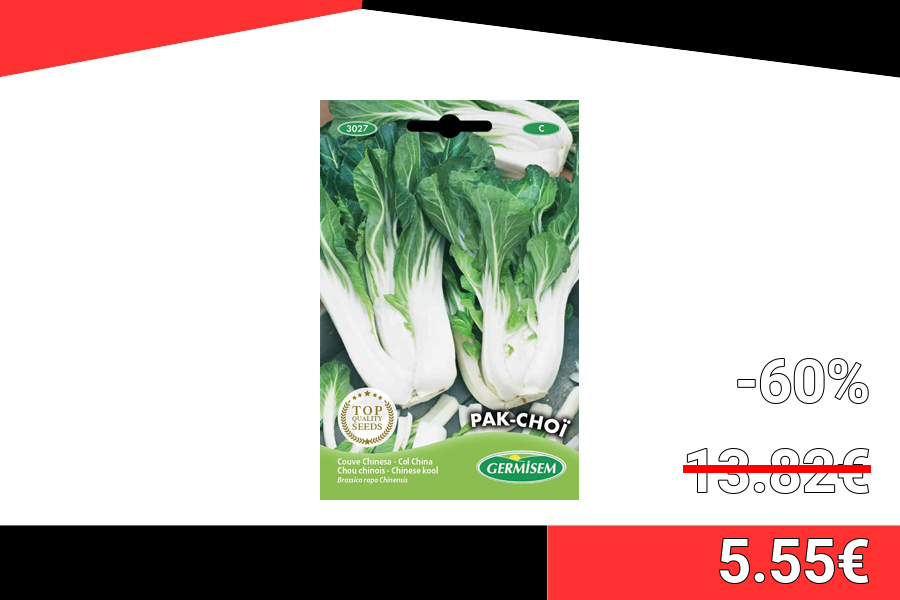 3027
C
TOP
QUALITY
SEEDS
PAK-CHOÏ
Couve Chinesa - Col China
Chou chinois - Chinese kool
Brassica rapa Chinensis
GERMISEM
-60%
13.82€
5.55€